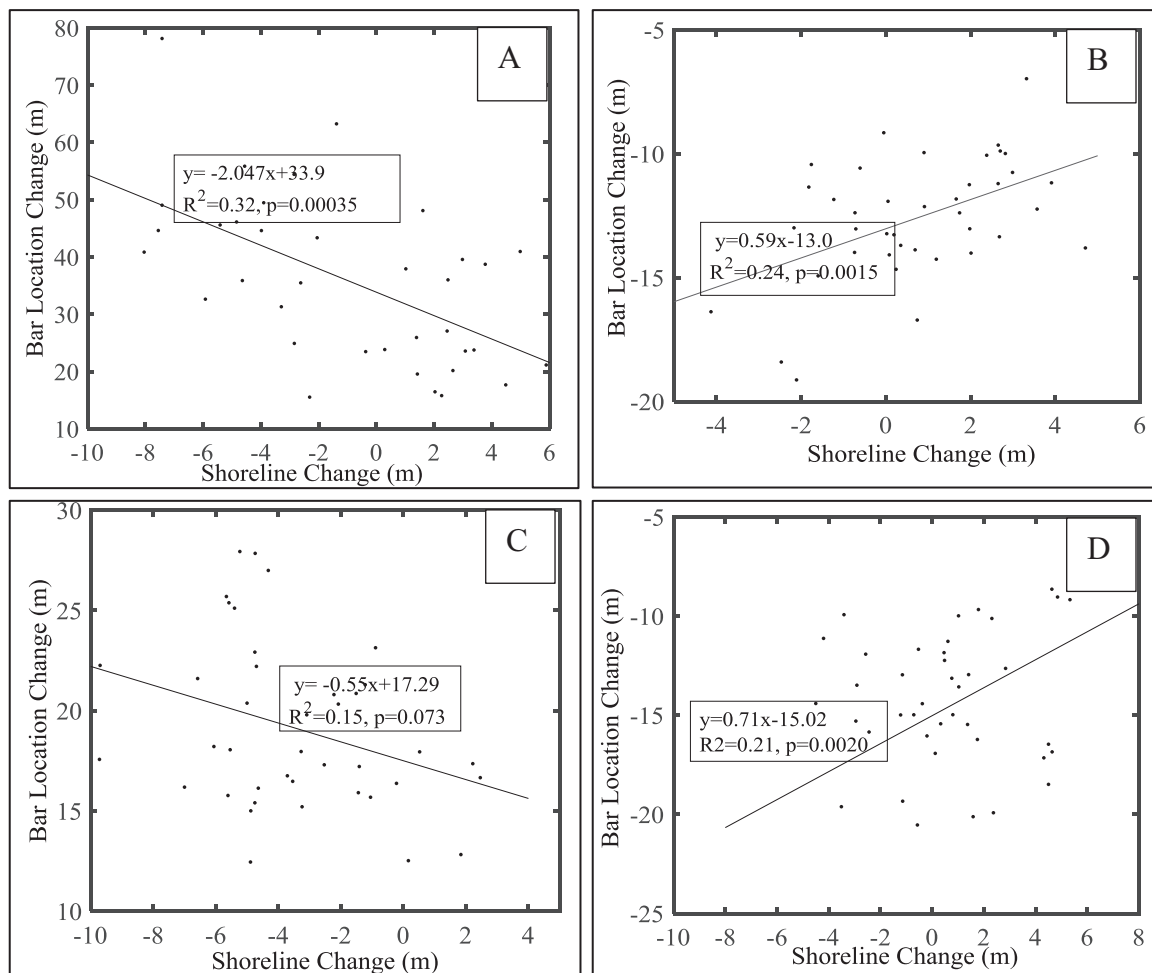 A
Bar Location Change (m)
80
70
60
50
40
30
20
10
y= -2.047x+33.9
R2=0.32, p=0.00035
-10 -8 -6 -4 -2 0 2 4 6
Shoreline Change (m)
B
Bar Location Change (m)
-5
-10
-15
-20
y=0.59x-13.0
R2=0.24, p=0.0015
-4 -2 0 2 4 6
Shoreline Change (m)
C
Bar Location Change (m)
30
25
20
15
10
y= -0.55x+17.29
R2=0.15, p=0.073
-10 -8 -6 -4 -2 0 2 4
Shoreline Change (m)
D
Bar Location Change (m)
-5
-10
-15
-20
-25
y=0.71x-15.02
R2=0.21, p=0.0020
-10 -8 -6 -4 -2 0 2 4 6 8
Shoreline Change (m)